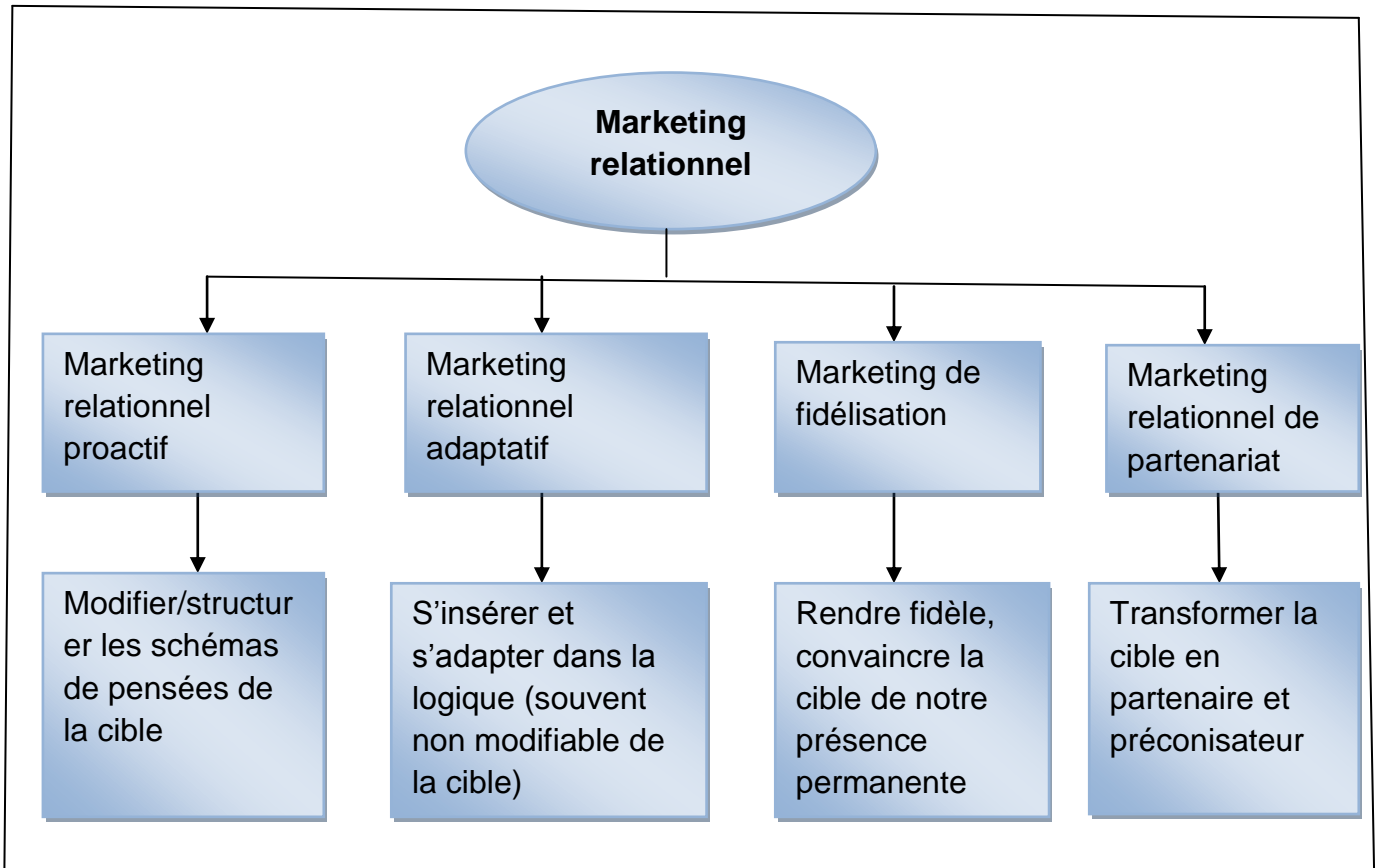 Marketing
relationnel
Marketing
relationnel
proactif
Marketing
relationnel
adaptatif
Marketing de
fidélisation
Marketing
relationnel de
partenariat
Modifier/structur
er les schémas
de pensées de
la cible
S’insérer et
s’adapter dans la
logique (souvent
non modifiable de
la cible)
Rendre fidèle,
convaincre la
cible de notre
présence
permanente
Transformer la
cible en
partenaire et
préconisateur